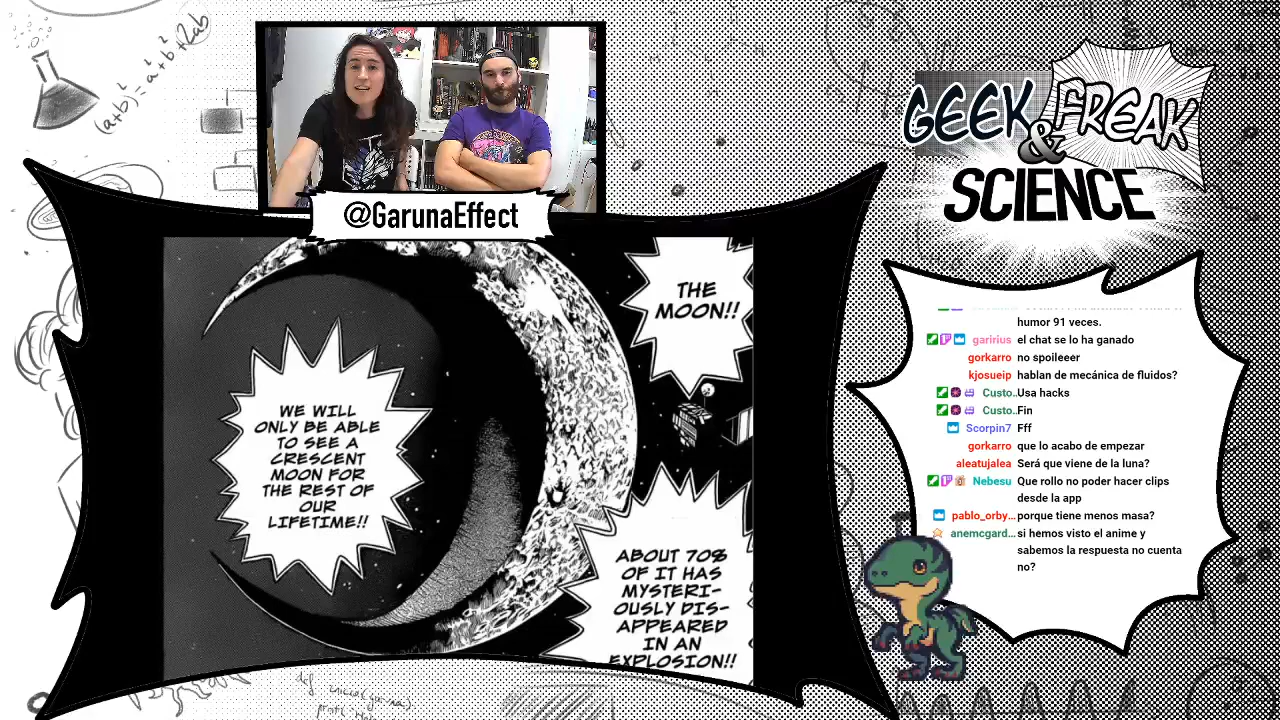 (a+b)²=a²+b²+2ab
GEEK
&
FREAK
SCIENCE
@GarunaEffect
THE
MOON!!
WE WILL
ONLY BE ABLE
TO SEE A
CRESCENT
MOON FOR
THE REST OF
OUR
LIFETIME!!
ABOUT 70%
OF IT HAS
MYSTERI-
OUSLY DIS-
APPEARED
IN AN
EXPLOSION!!
humor 91 veces.
garirius el chat se lo ha ganado
gorkarro no spoileeer
kjosueip hablan de mecánica de fluidos?
Custo.. Usa hacks
Custo.. Fin
Scorpin7 Fff
gorkarro que lo acabo de empezar
aleatujalea Será que viene de la luna?
Nebesu Que rollo no poder hacer clips
desde la app
pablo_orby... porque tiene menos masa?
anemcgard... si hemos visto el anime y
sabemos la respuesta no cuenta
no?